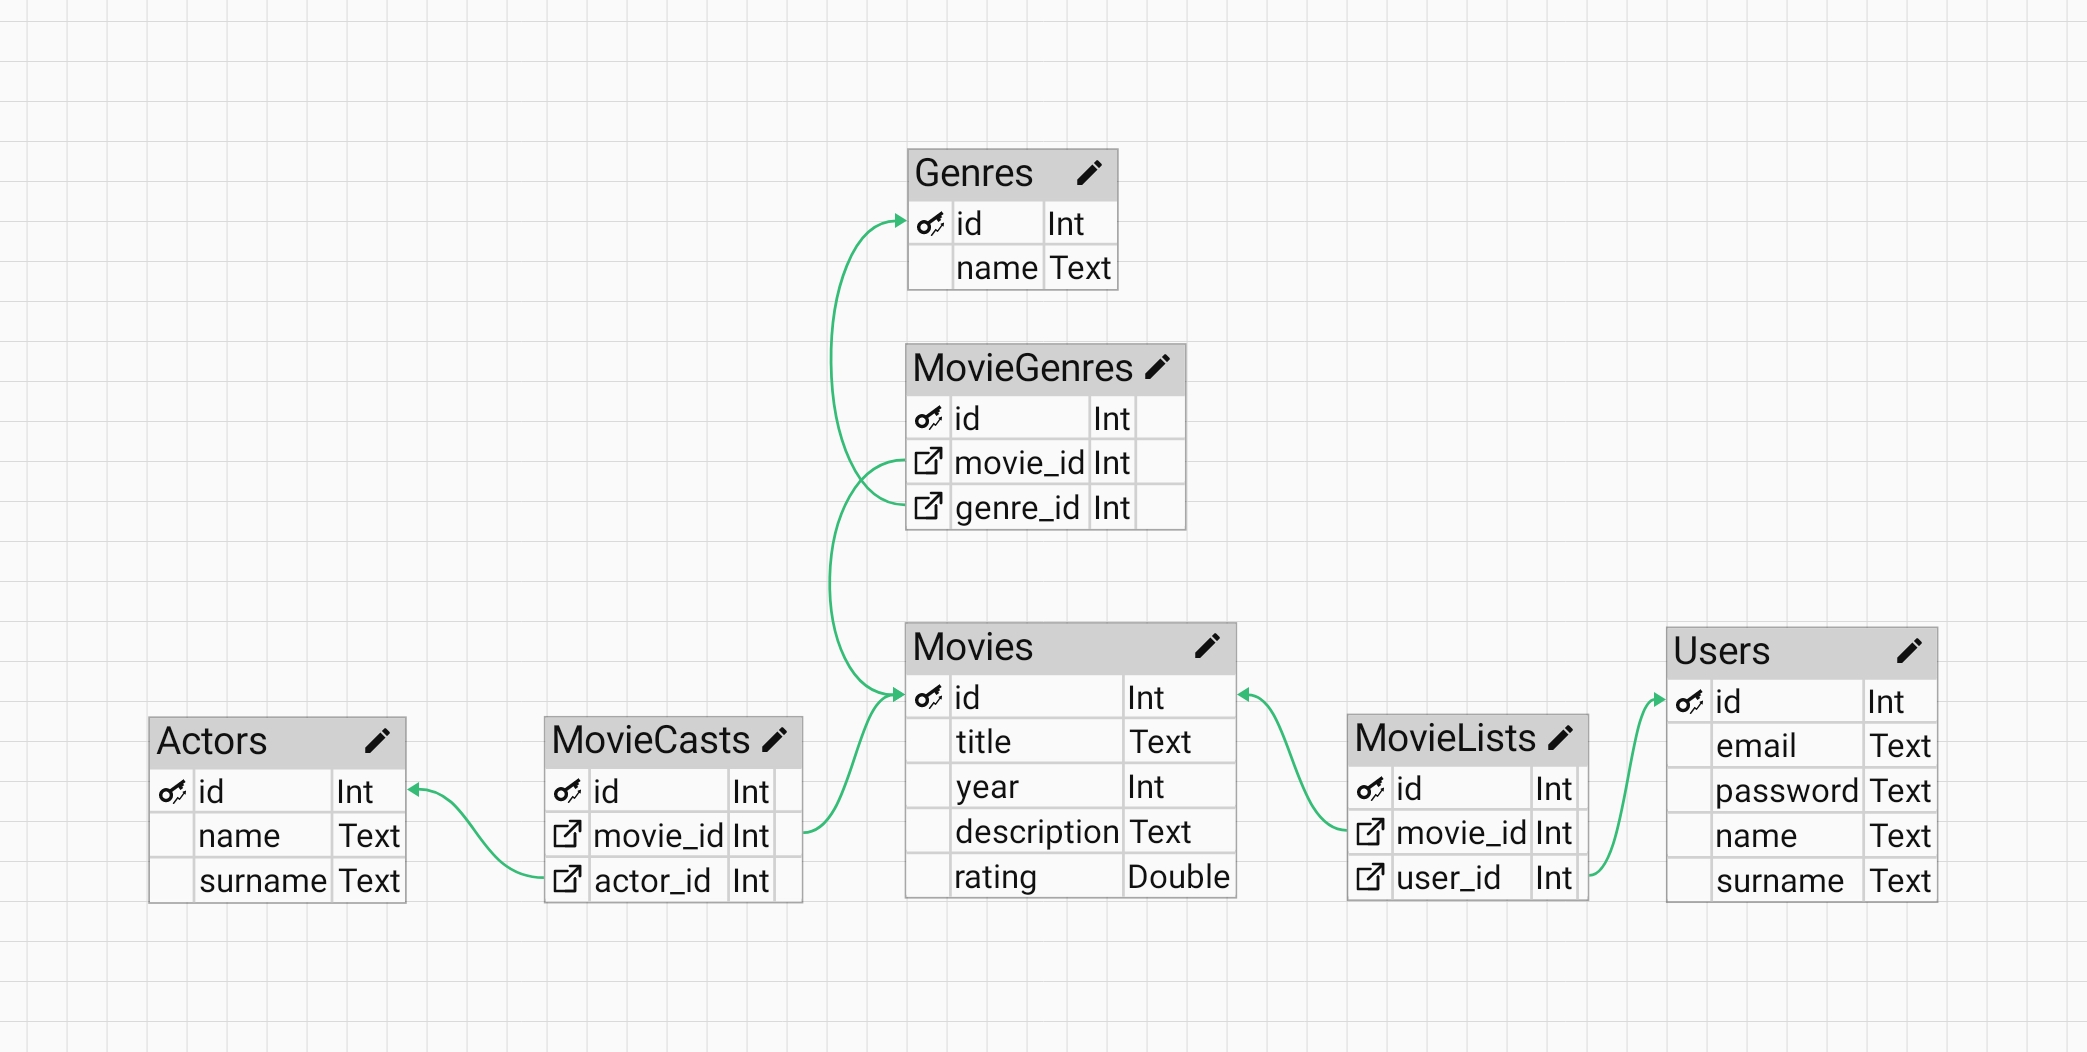 Genres
id Int
name Text
MovieGenres
id Int
movie_id Int
genre_id Int
Movies
id Int
title Text
year Int
description Text
rating Double
Actors
id Int
name Text
surname Text
MovieCasts
id Int
movie_id Int
actor_id Int
MovieLists
id Int
movie_id Int
user_id Int
Users
id Int
email Text
password Text
name Text
surname Text